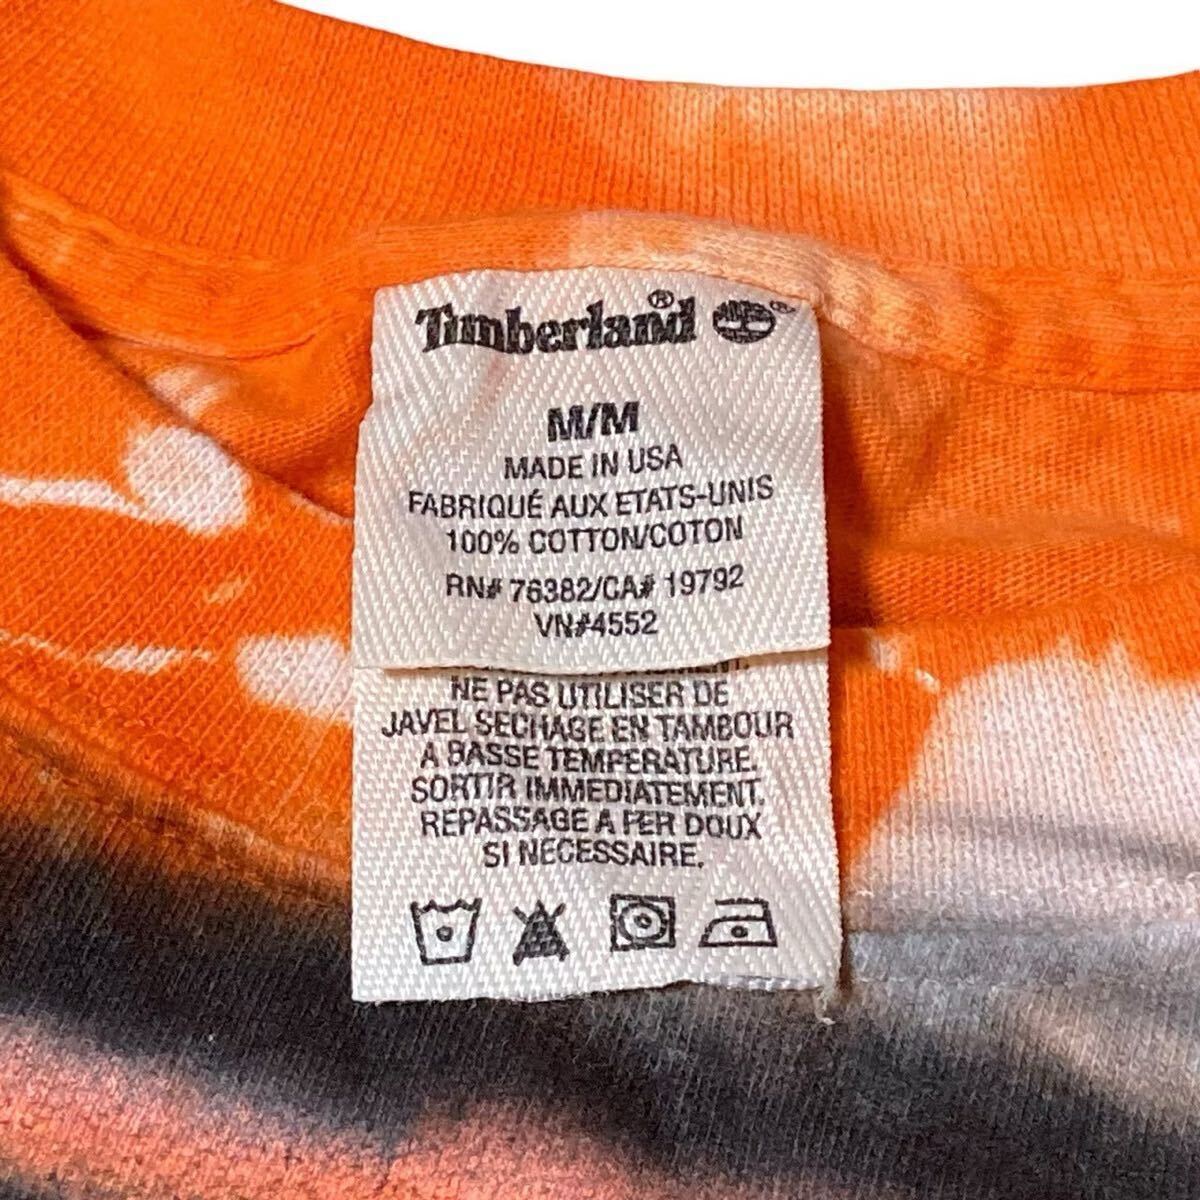 Timberland®
M/M
MADE IN USA
FABRIQUÉ AUX ETATS-UNIS
100% COTTON/COTON
RN# 76382/CA# 19792
VN#4552
NE PAS UTILISER DE
JAVEL SECHAGE EN TAMBOUR
A BASSE TEMPERATURE.
SORTIR IMMEDIATEMENT.
REPASSAGE A FER DOUX
SI NECESSAIRE.